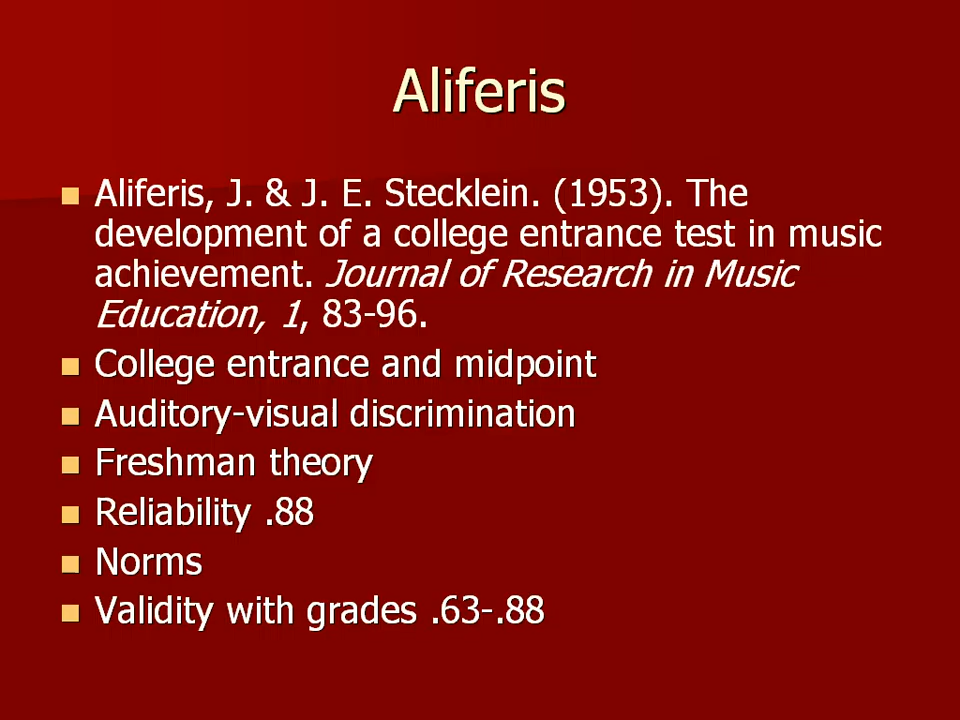 Aliferis
Aliferis, J. & J. E. Stecklein. (1953). The
development of a college entrance test in music
achievement. Journal of Research in Music
Education, 1, 83-96.
College entrance and midpoint
Auditory-visual discrimination
Freshman theory
Reliability .88
Norms
Validity with grades .63-.88